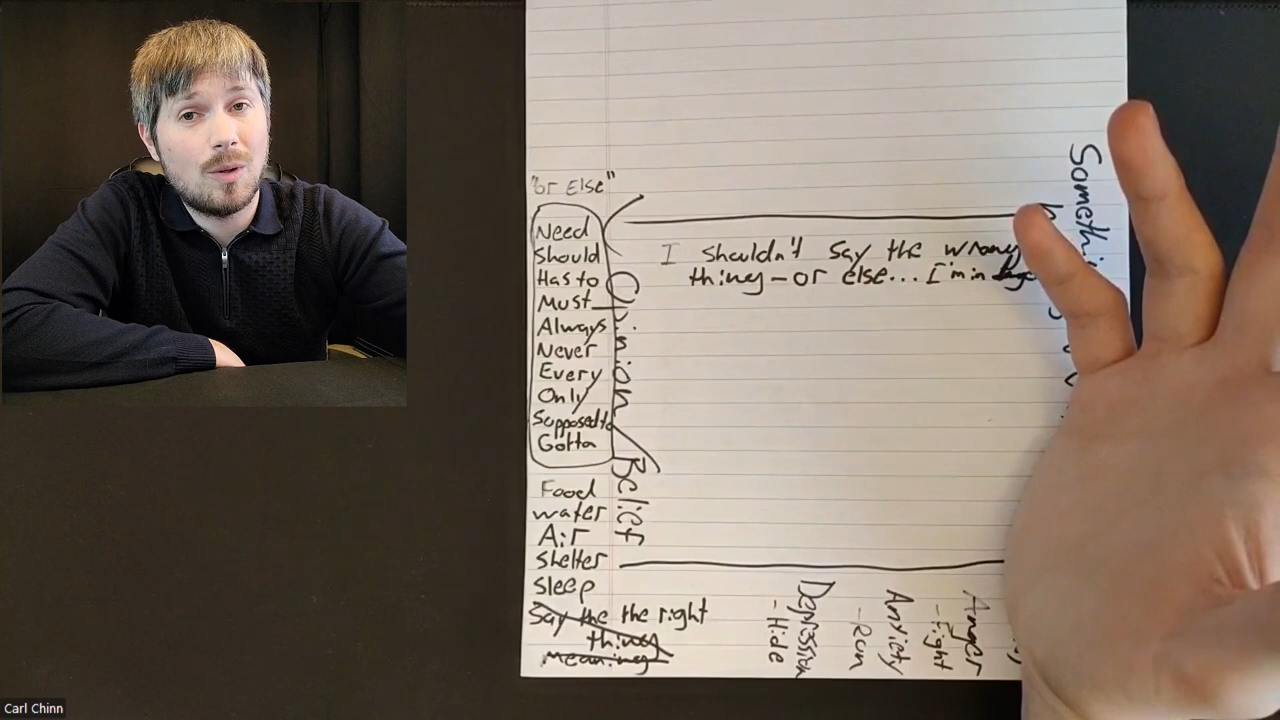 "or Else"
Need
Should
Has to
Must
Always
Never
Every
Only
Supposed to
Gotta
Food
water
Air
shelter
sleep
Say the the right
thing
meaning
Opinion
Belief
I shouldn't say the wrong
thing—or else... I'm in
Depression
- Hide
Anxiety
- Run
Anger
- Fight
Carl Chinn